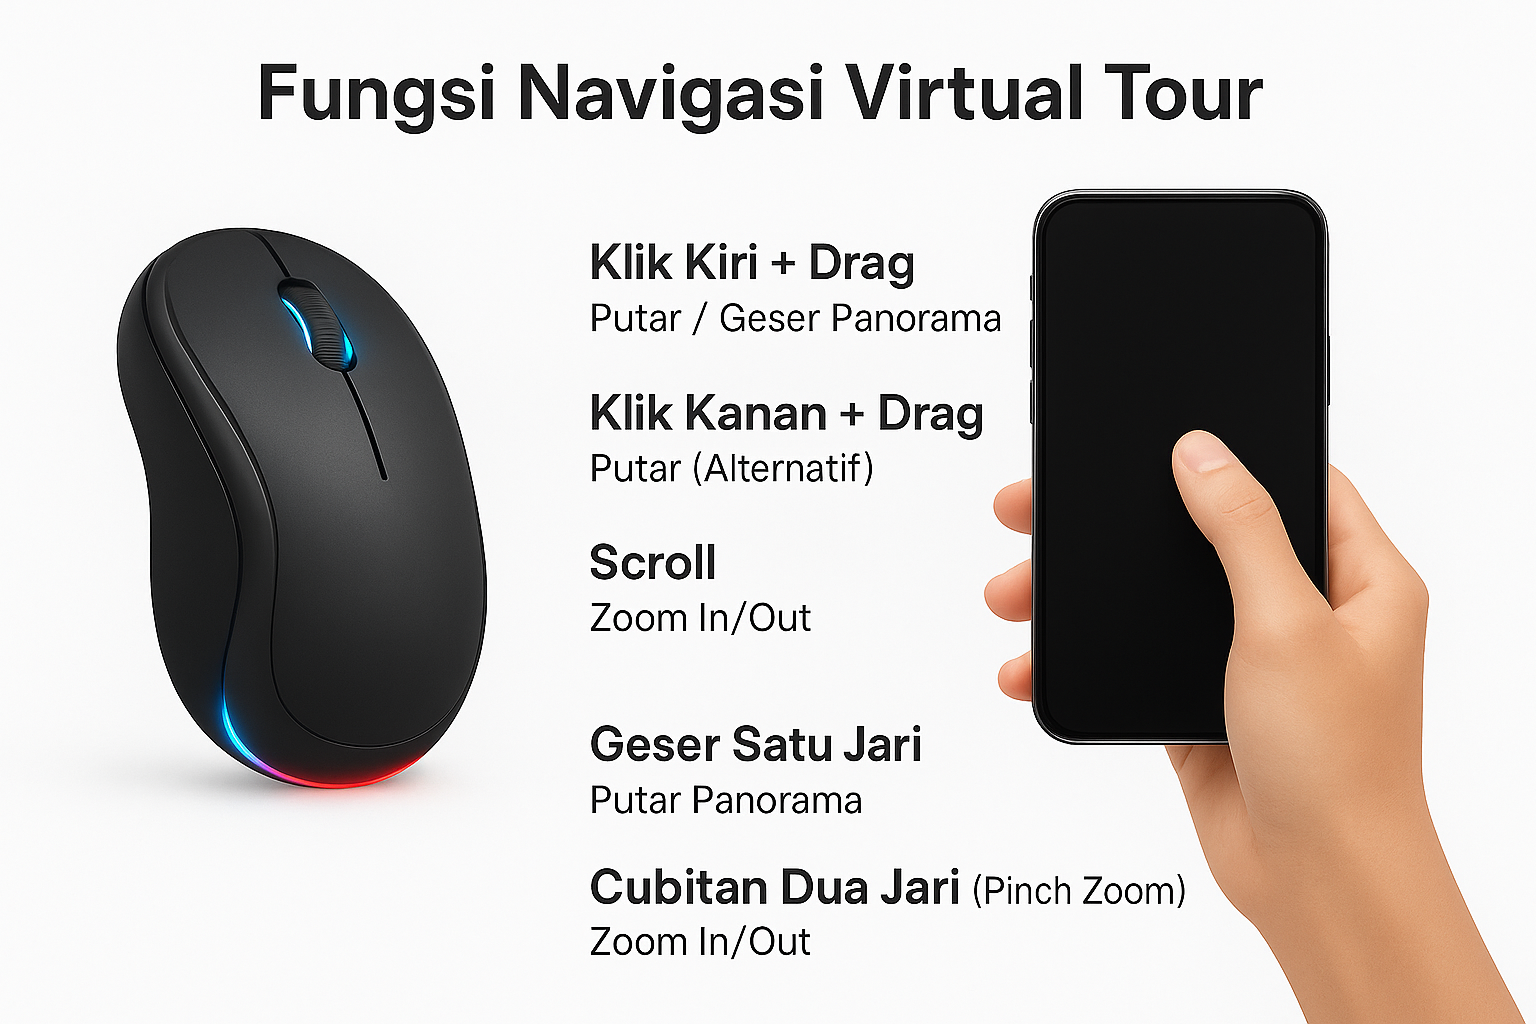 Fungsi Navigasi Virtual Tour
Klik Kiri + Drag
Putar / Geser Panorama
Klik Kanan + Drag
Putar (Alternatif)
Scroll
Zoom In/Out
Geser Satu Jari
Putar Panorama
Cubitan Dua Jari (Pinch Zoom)
Zoom In/Out